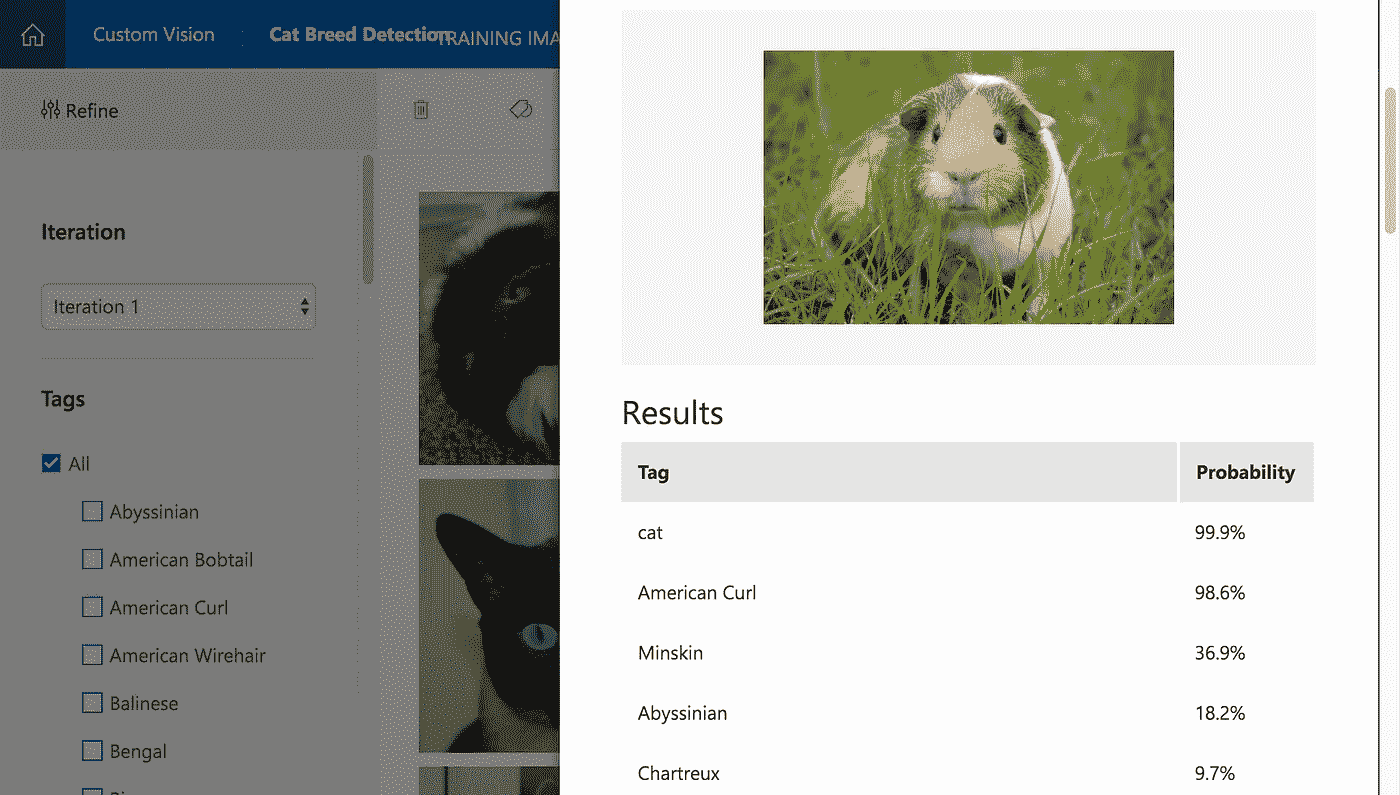 Custom Vision
Cat Breed Detection
TRAINING IMA
Refine
Iteration
Iteration 1
Tags
All
Abyssinian
American Bobtail
American Curl
American Wirehair
Balinese
Bengal
Results
Tag Probability
cat 99.9%
American Curl 98.6%
Minskin 36.9%
Abyssinian 18.2%
Chartreux 9.7%